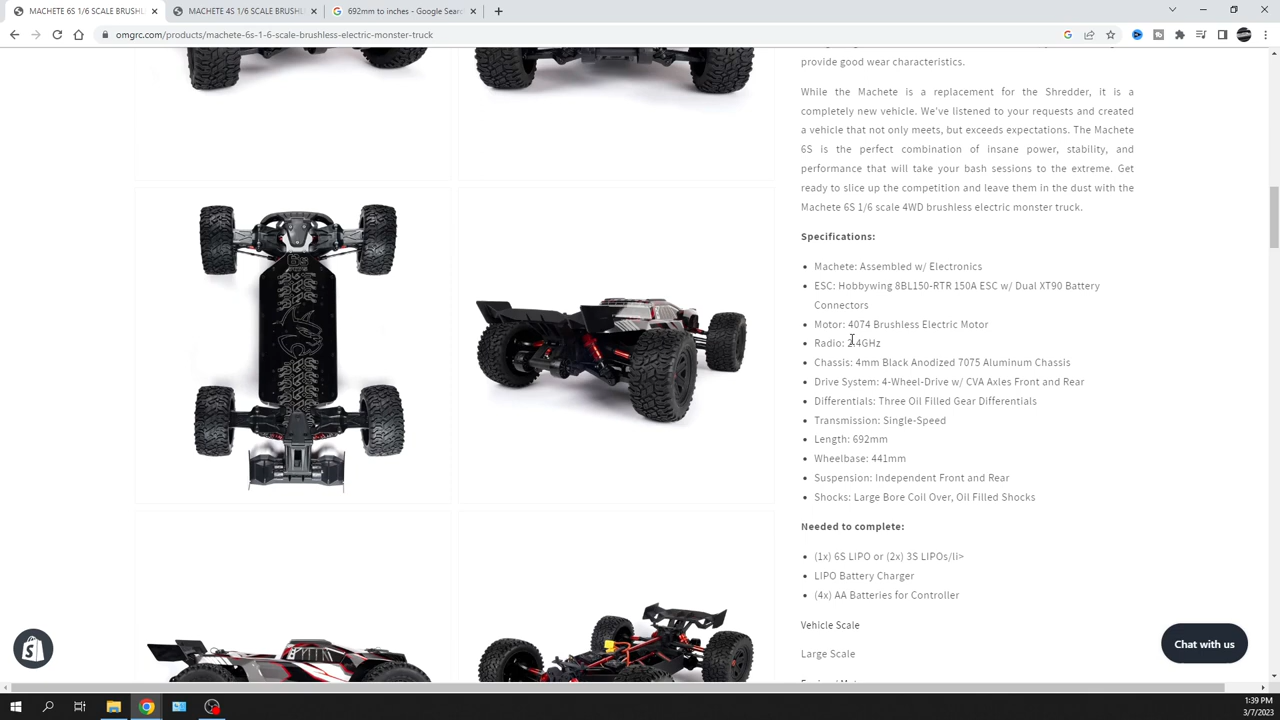 MACHETE 6S 1/6 SCALE BRUSHL
MACHETE 4S 1/6 SCALE BRUSHL
692mm to inches - Google Searc
omgrc.com/products/machete-6s-1-6-scale-brushless-electric-monster-truck
provide good wear characteristics.
While the Machete is a replacement for the Shredder, it is a
completely new vehicle. We've listened to your requests and created
a vehicle that not only meets, but exceeds expectations. The Machete
6S is the perfect combination of insane power, stability, and
performance that will take your bash sessions to the extreme. Get
ready to slice up the competition and leave them in the dust with the
Machete 6S 1/6 scale 4WD brushless electric monster truck.
Specifications:
Machete: Assembled w/ Electronics
ESC: Hobbywing 8BL150-RTR 150A ESC w/ Dual XT90 Battery
Connectors
Motor: 4074 Brushless Electric Motor
Radio: 2.4GHz
Chassis: 4mm Black Anodized 7075 Aluminum Chassis
Drive System: 4-Wheel-Drive w/ CVA Axles Front and Rear
Differentials: Three Oil Filled Gear Differentials
Transmission: Single-Speed
Length: 692mm
Wheelbase: 441mm
Suspension: Independent Front and Rear
Shocks: Large Bore Coil Over, Oil Filled Shocks
Needed to complete:
(1x) 6S LIPO or (2x) 3S LIPOs/li>
LIPO Battery Charger
(4x) AA Batteries for Controller
Vehicle Scale
Large Scale
Chat with us
1:39 PM
3/7/2023